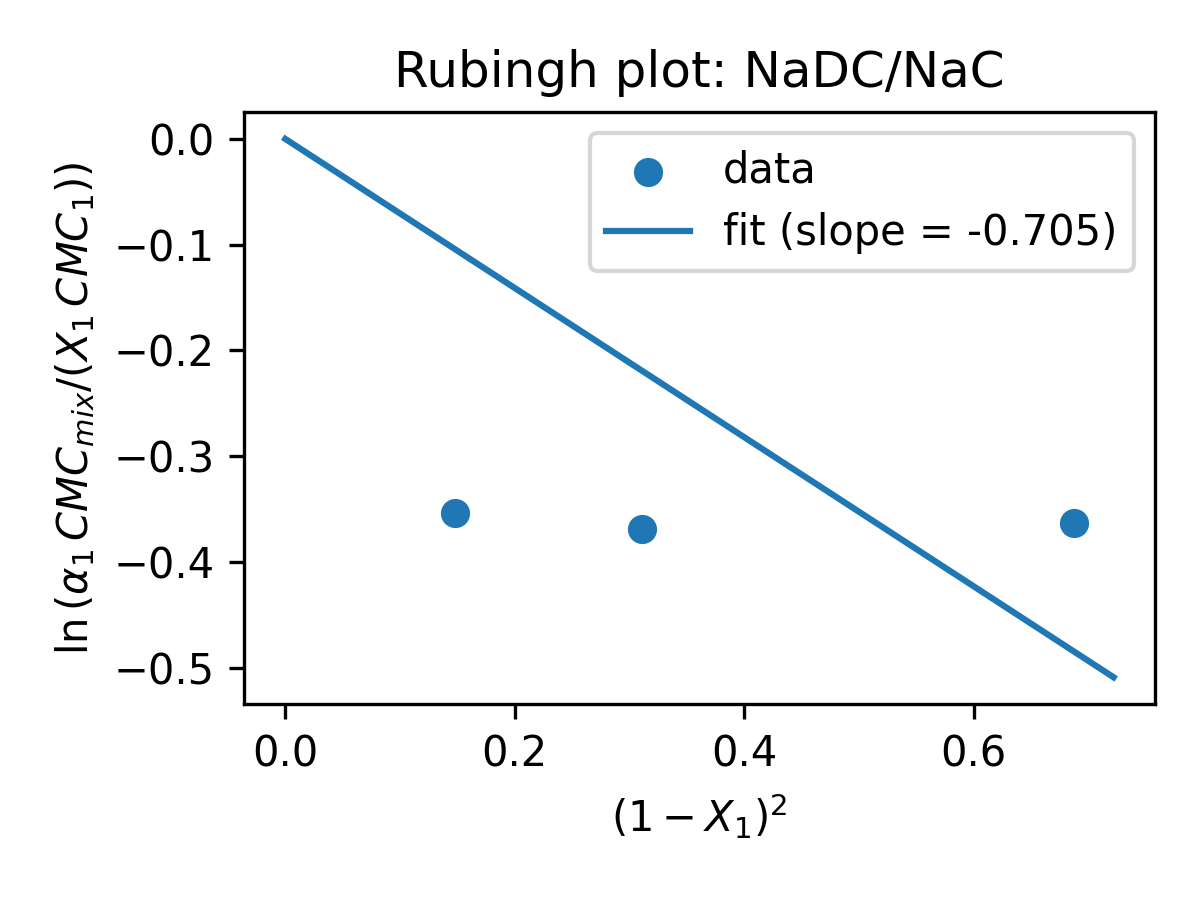 Rubingh plot: NaDC/NaC
ln (α₁ CMCₘᵢₓ/(X₁ CMC₁))
0.0
−0.1
−0.2
−0.3
−0.4
−0.5
data
fit (slope = -0.705)
0.0 0.2 0.4 0.6
(1 − X₁)²